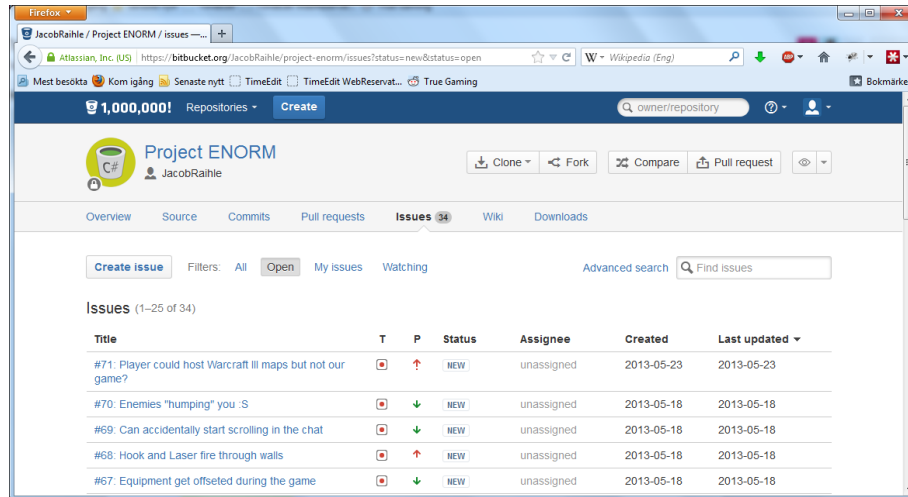 Firefox
JacobRaihle / Project ENORM / issues — ...
Atlassian, Inc. (US) https://bitbucket.org/JacobRaihle/project-enorm/issues?status=new&status=open W - Wikipedia (Eng)
Mest besökta Kom igång Senaste nytt TimeEdit TimeEdit WebReservat... True Gaming Bokmärke
1,000,000! Repositories Create owner/repository
C# Project ENORM
JacobRaihle
Clone Fork Compare Pull request
Overview Source Commits Pull requests Issues 34 Wiki Downloads
Create issue Filters: All Open My issues Watching Advanced search Find issues
Issues (1–25 of 34)
Title T P Status Assignee Created Last updated
#71: Player could host Warcraft III maps but not our NEW unassigned 2013-05-23 2013-05-23
game?
#70: Enemies "humping" you :S NEW unassigned 2013-05-18 2013-05-18
#69: Can accidentally start scrolling in the chat NEW unassigned 2013-05-18 2013-05-18
#68: Hook and Laser fire through walls NEW unassigned 2013-05-18 2013-05-18
#67: Equipment get offseted during the game NEW unassigned 2013-05-18 2013-05-18